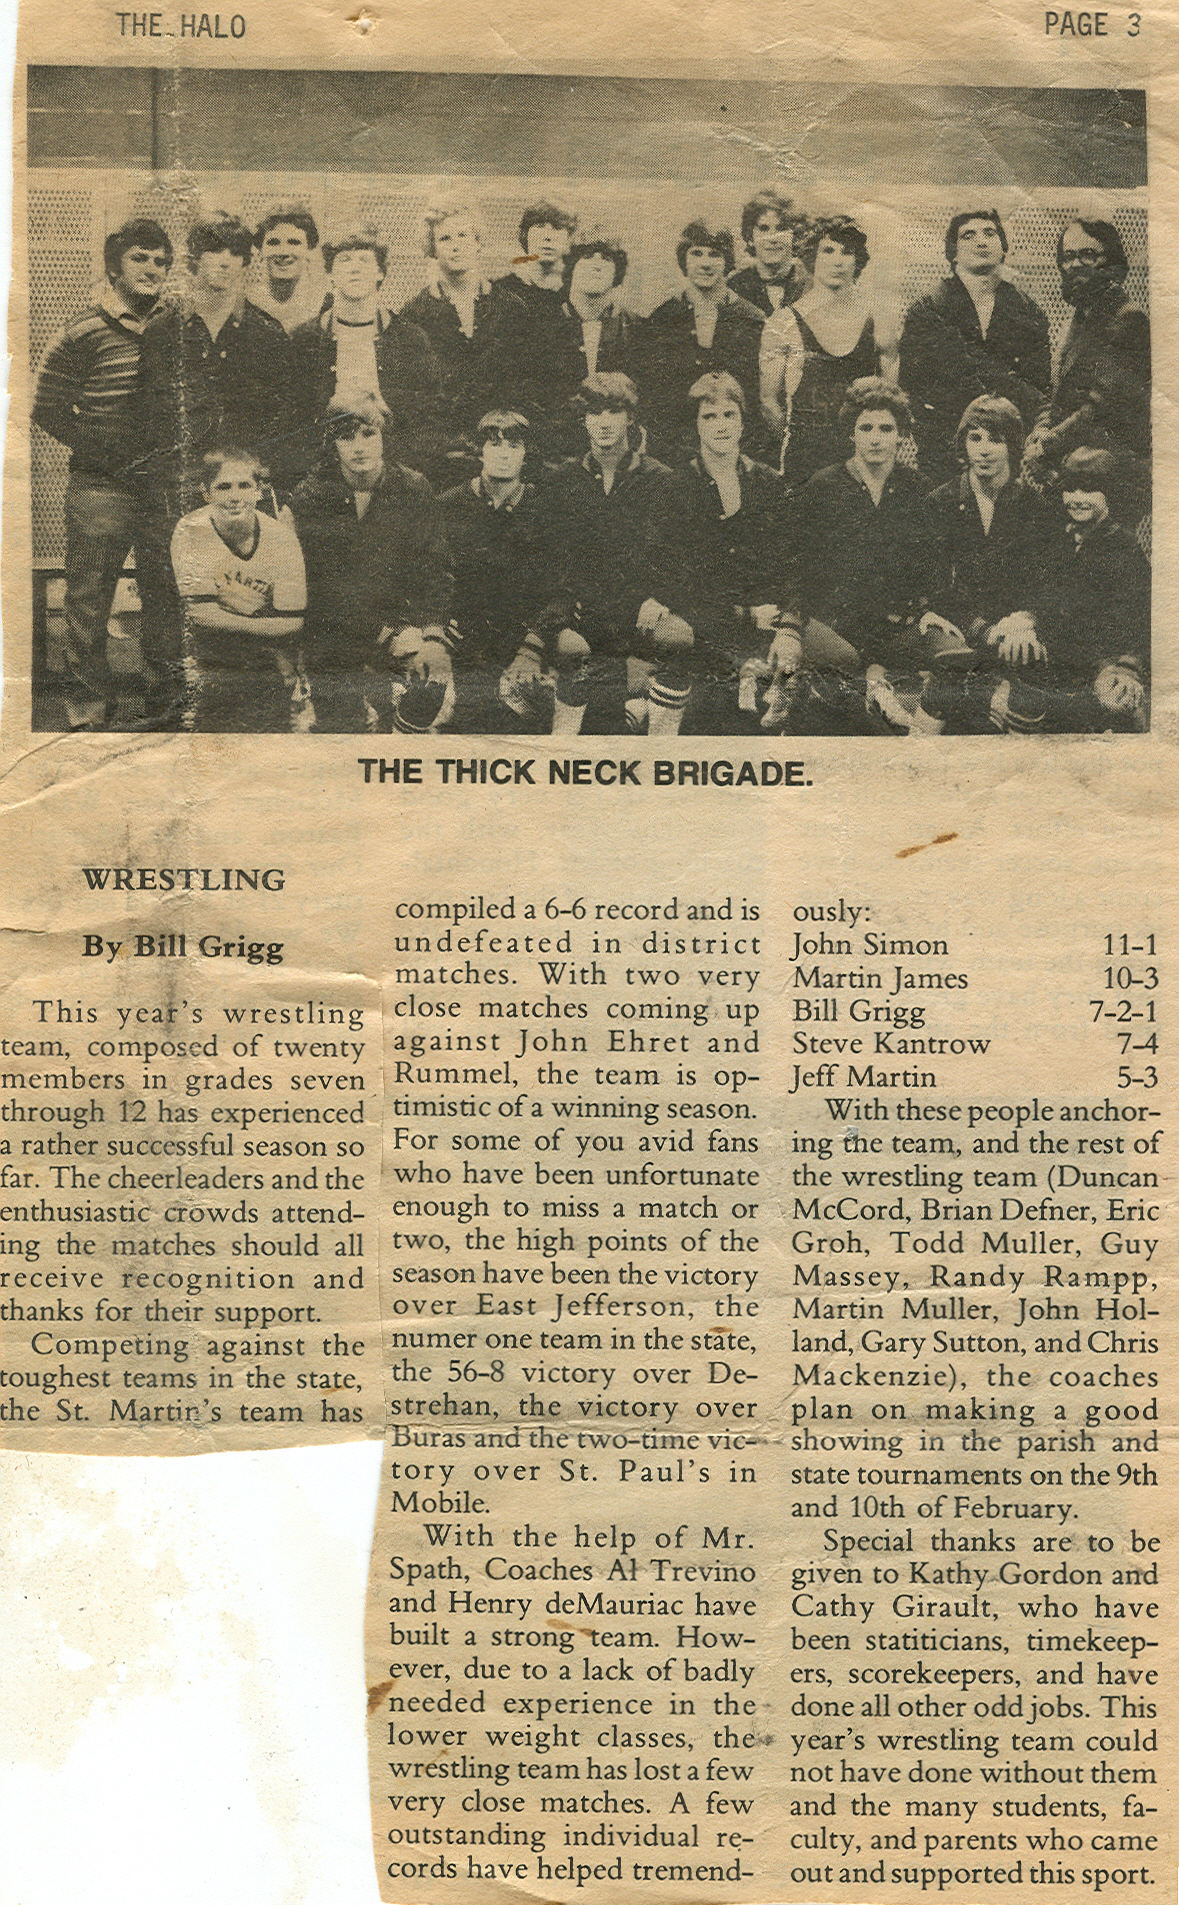 THE HALO
PAGE 3
THE THICK NECK BRIGADE.
WRESTLING
By Bill Grigg
This year's wrestling
team, composed of twenty
members in grades seven
through 12 has experienced
a rather successful season so
far. The cheerleaders and the
enthusiastic crowds attend-
ing the matches should all
receive recognition and
thanks for their support.
Competing against the
toughest teams in the state,
the St. Martin's team has
compiled a 6-6 record and is
undefeated in district
matches. With two very
close matches coming up
against John Ehret and
Rummel, the team is op-
timistic of a winning season.
For some of you avid fans
who have been unfortunate
enough to miss a match or
two, the high points of the
season have been the victory
over East Jefferson, the
numer one team in the state,
the 56-8 victory over De-
strehan, the victory over
Buras and the two-time vic-
tory over St. Paul's in
Mobile.
With the help of Mr.
Spath, Coaches Al Trevino
and Henry deMauriac have
built a strong team. How-
ever, due to a lack of badly
needed experience in the
lower weight classes, the
wrestling team has lost a few
very close matches. A few
outstanding individual re-
cords have helped tremend-
ously:
John Simon 11-1
Martin James 10-3
Bill Grigg 7-2-1
Steve Kantrow 7-4
Jeff Martin 5-3
With these people anchor-
ing the team, and the rest of
the wrestling team (Duncan
McCord, Brian Defner, Eric
Groh, Todd Muller, Guy
Massey, Randy Rampp,
Martin Muller, John Hol-
land, Gary Sutton, and Chris
Mackenzie), the coaches
plan on making a good
showing in the parish and
state tournaments on the 9th
and 10th of February.
Special thanks are to be
given to Kathy Gordon and
Cathy Girault, who have
been statiticians, timekeep-
ers, scorekeepers, and have
done all other odd jobs. This
year's wrestling team could
not have done without them
and the many students, fa-
culty, and parents who came
out and supported this sport.